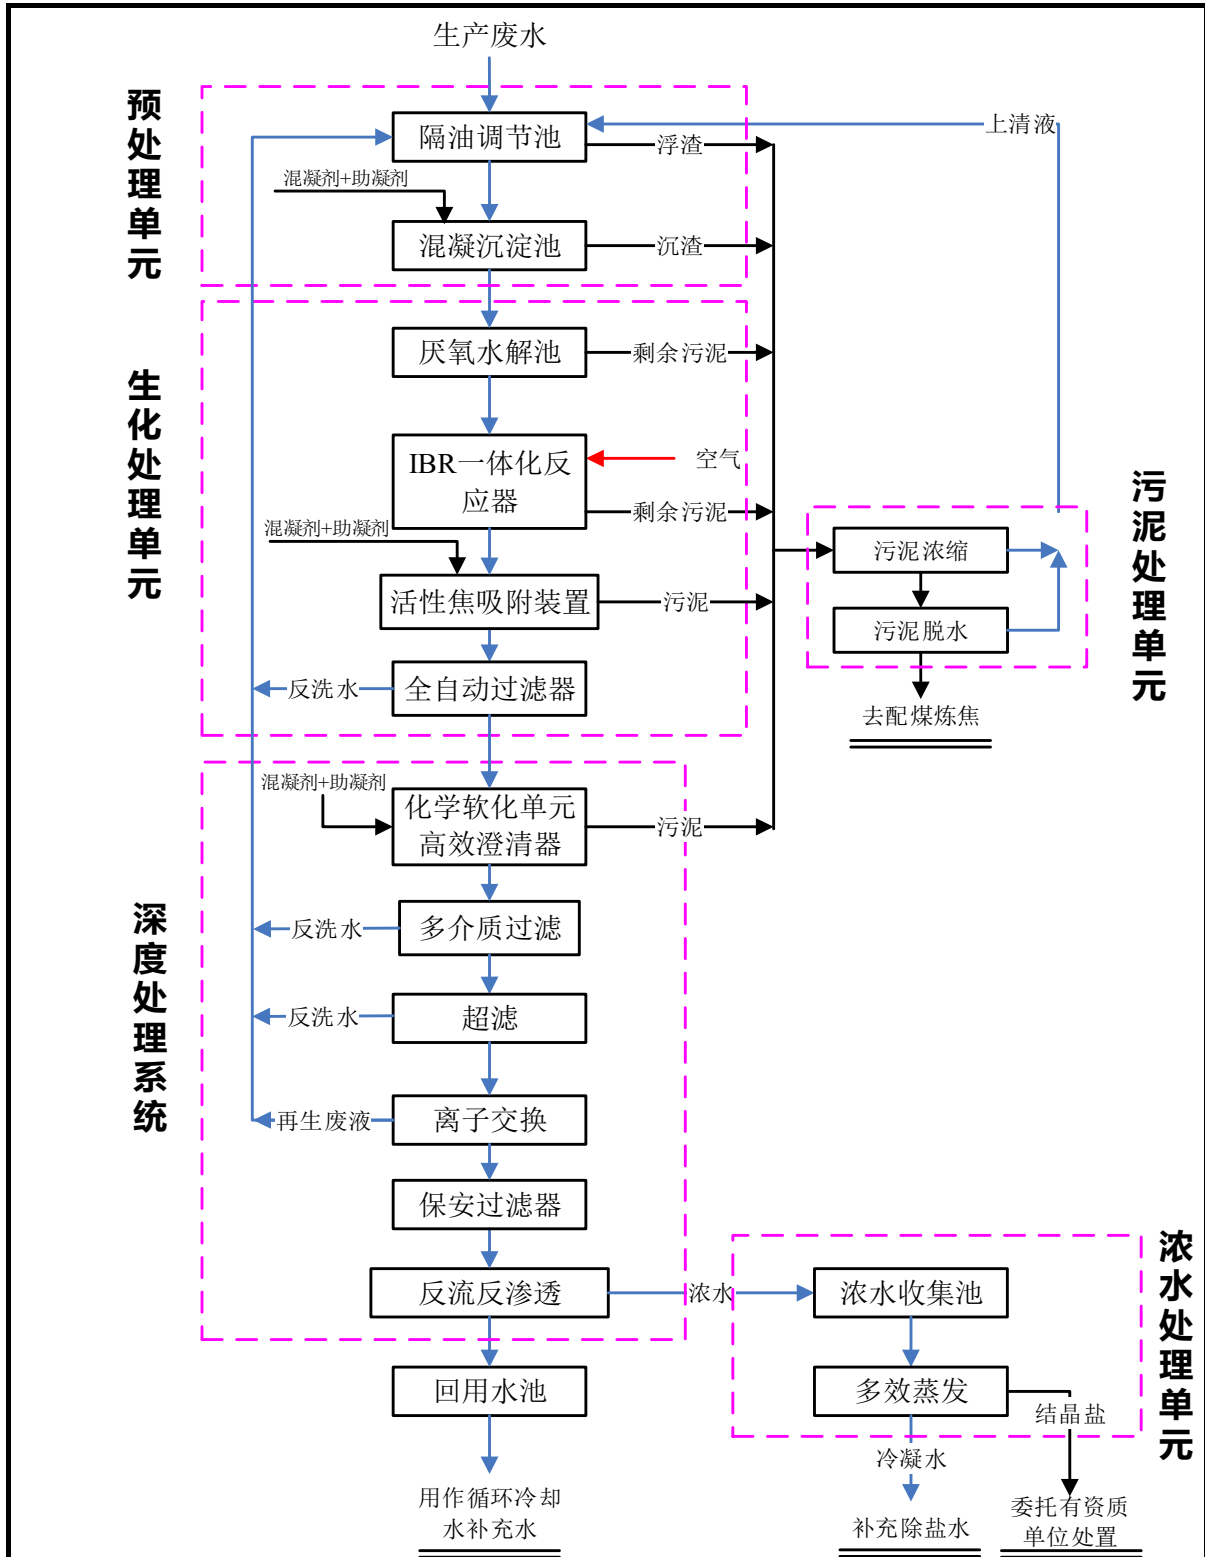 生产废水
预处理单元
隔油调节池
上清液
浮渣
混凝剂+助凝剂
混凝沉淀池
沉渣
生化处理单元
厌氧水解池
剩余污泥
IBR一体化反
应器
空气
剩余污泥
混凝剂+助凝剂
活性焦吸附装置
污泥
反洗水
全自动过滤器
污泥处理单元
污泥浓缩
污泥脱水
去配煤炼焦
深度处理系统
混凝剂+助凝剂
化学软化单元
高效澄清器
污泥
反洗水
多介质过滤
反洗水
超滤
再生废液
离子交换
保安过滤器
反流反渗透
浓水
浓水处理单元
浓水收集池
回用水池
多效蒸发
结晶盐
冷凝水
用作循环冷却
水补充水
补充除盐水
委托有资质
单位处置